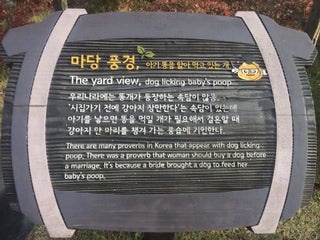 마당 풍경, 아기 똥을 핥아 먹고 있는 개
The yard view, dog licking baby's poop
우리나라에는 똥개가 등장하는 속담이 많음.
'시집가기 전에 강아지 장만한다'는 속담이 있는데
아기를 낳으면 똥을 먹일 개가 필요해서 결혼할 때
강아지 한 마리를 챙겨 가는 풍습에 기인한다.
There are many proverbs in Korea that appear with dog licking
poop. There was a proverb that woman should buy a dog before
a marriage. It's because a bride brought a dog to feed her
baby's poop.